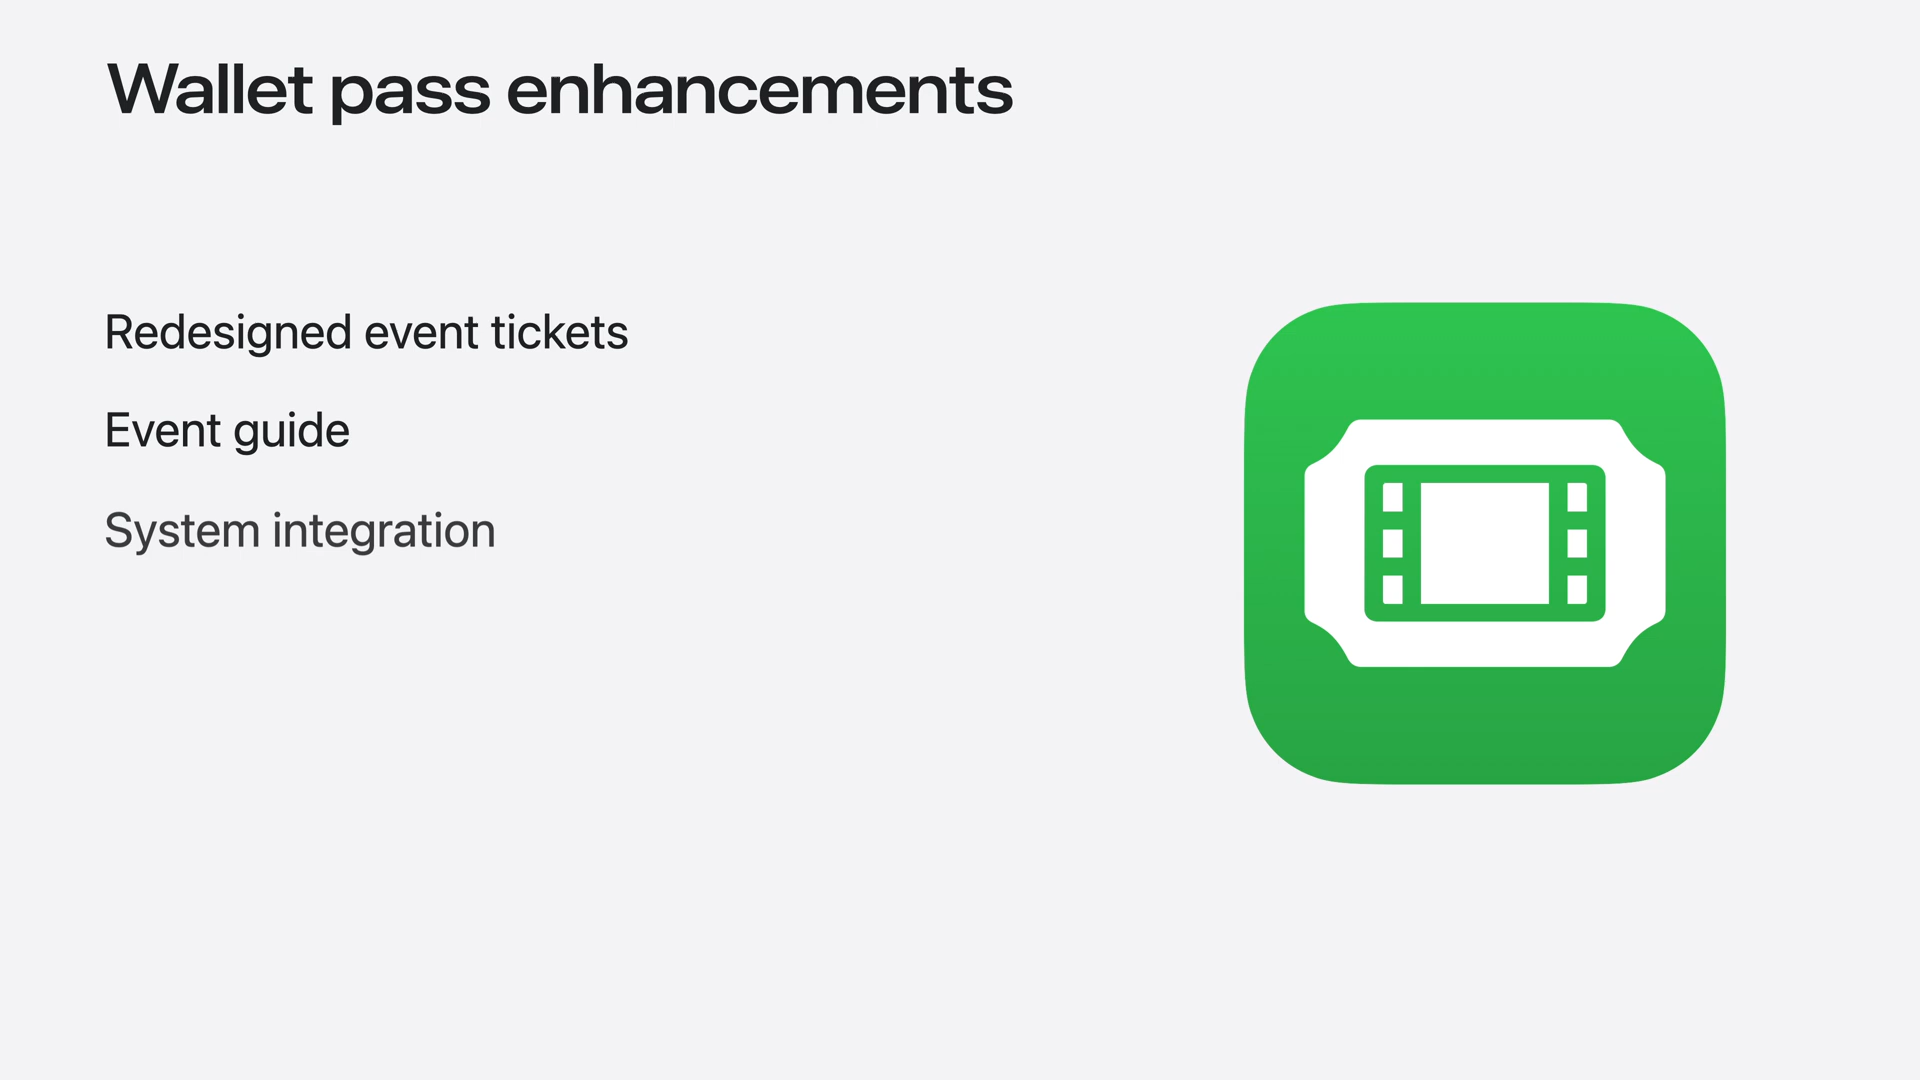 Wallet pass enhancements
Redesigned event tickets
Event guide
System integration